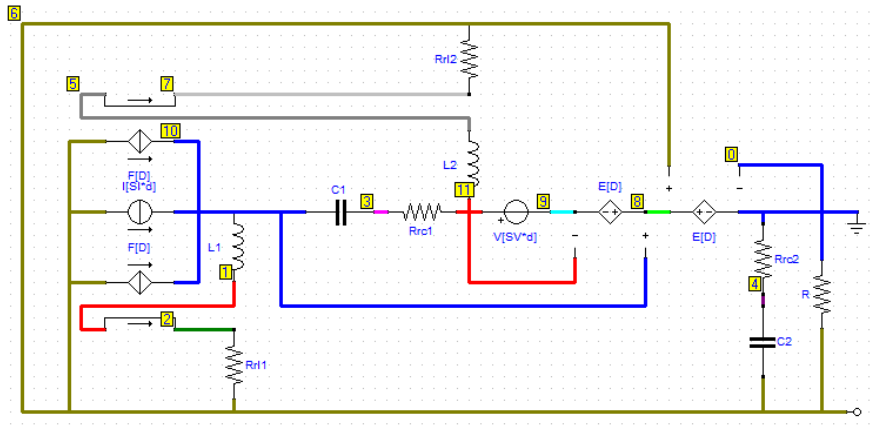 6
Rrl2
5
7
10
F[D]
I[SI*d]
F[D]
L2
0
C1
3
11
9
E[D]
8
+
-
+
Rrc1
V[SV*d]
-
+
E[D]
L1
1
Rrc2
4
R
2
Rrl1
C2